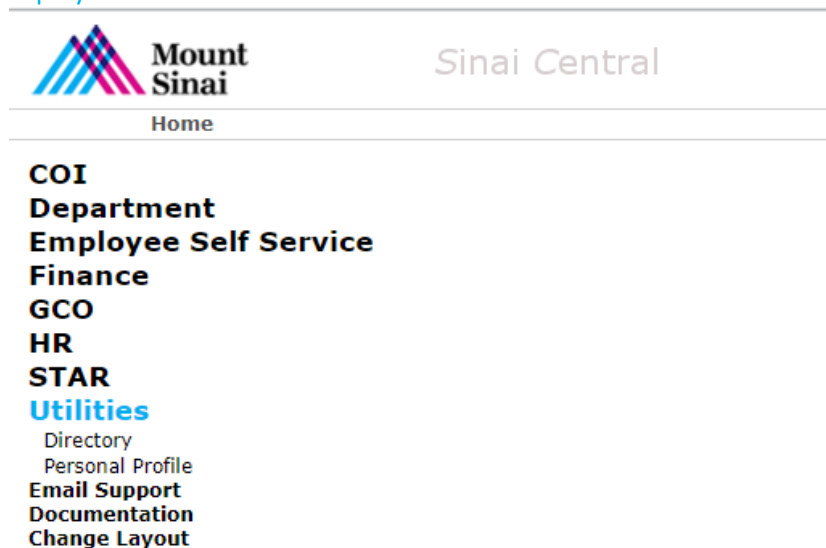 Mount
Sinai
Sinai Central
Home
COI
Department
Employee Self Service
Finance
GCO
HR
STAR
Utilities
Directory
Personal Profile
Email Support
Documentation
Change Layout